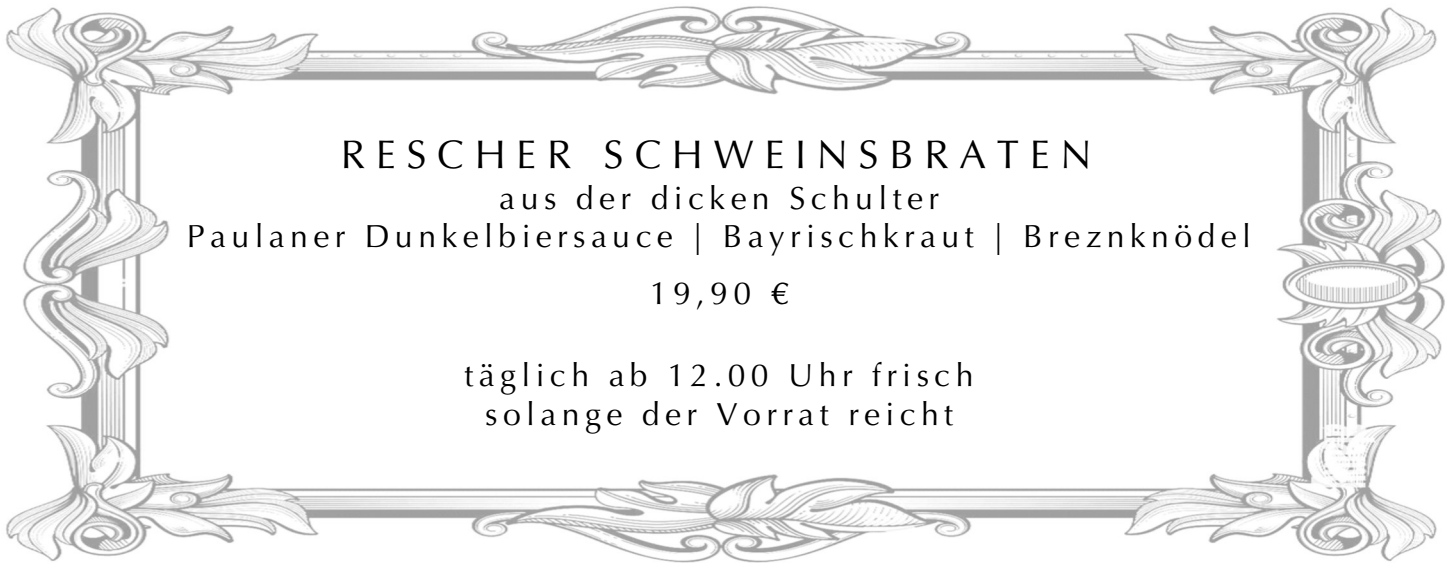 RESCHER SCHWEINSBRATEN
aus der dicken Schulter
Paulaner Dunkelbiersauce | Bayrischkraut | Breznknödel
19,90 €
täglich ab 12.00 Uhr frisch
solange der Vorrat reicht